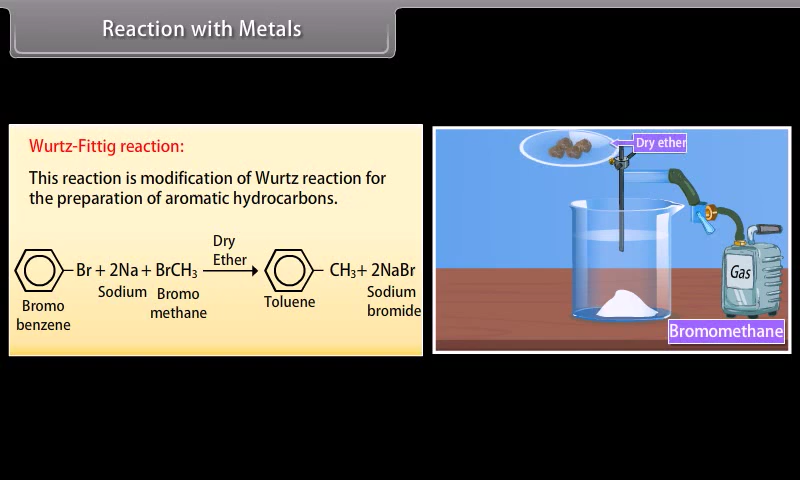 Reaction with Metals
Wurtz-Fittig reaction:
This reaction is modification of Wurtz reaction for
the preparation of aromatic hydrocarbons.
Dry
Ether
Br + 2Na + BrCH₃ CH₃+ 2NaBr
Bromo
benzene
Sodium
Bromo
methane
Toluene
Sodium
bromide
Dry ether
Gas
Bromomethane